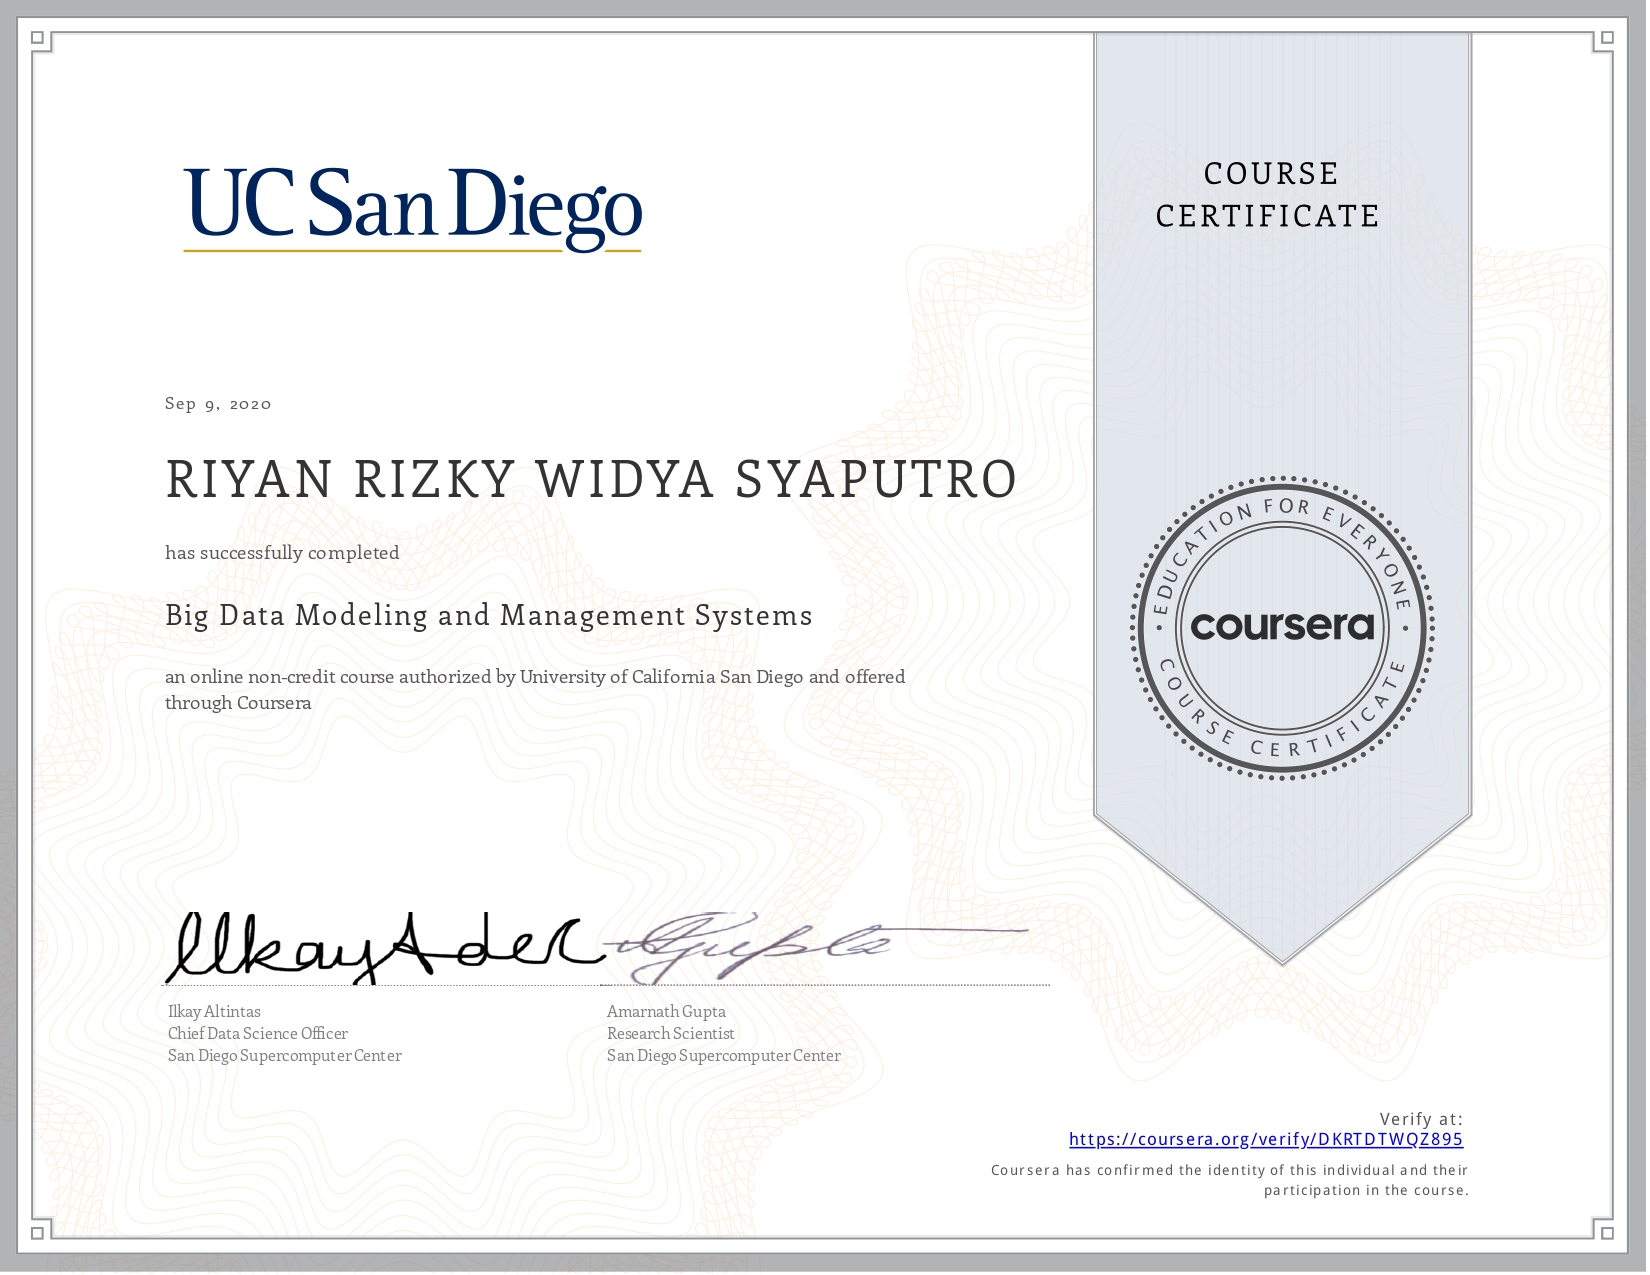 UC San Diego
COURSE
CERTIFICATE
Sep 9, 2020
RIYAN RIZKY WIDYA SYAPUTRO
has successfully completed
Big Data Modeling and Management Systems
an online non-credit course authorized by University of California San Diego and offered
through Coursera
EDUCATION FOR EVERYONE
coursera
COURSE CERTIFICATE
Ilkay Altintas
Chief Data Science Officer
San Diego Supercomputer Center
Amarnath Gupta
Research Scientist
San Diego Supercomputer Center
Verify at:
https://coursera.org/verify/DKRTDTWQZ895
Coursera has confirmed the identity of this individual and their
participation in the course.